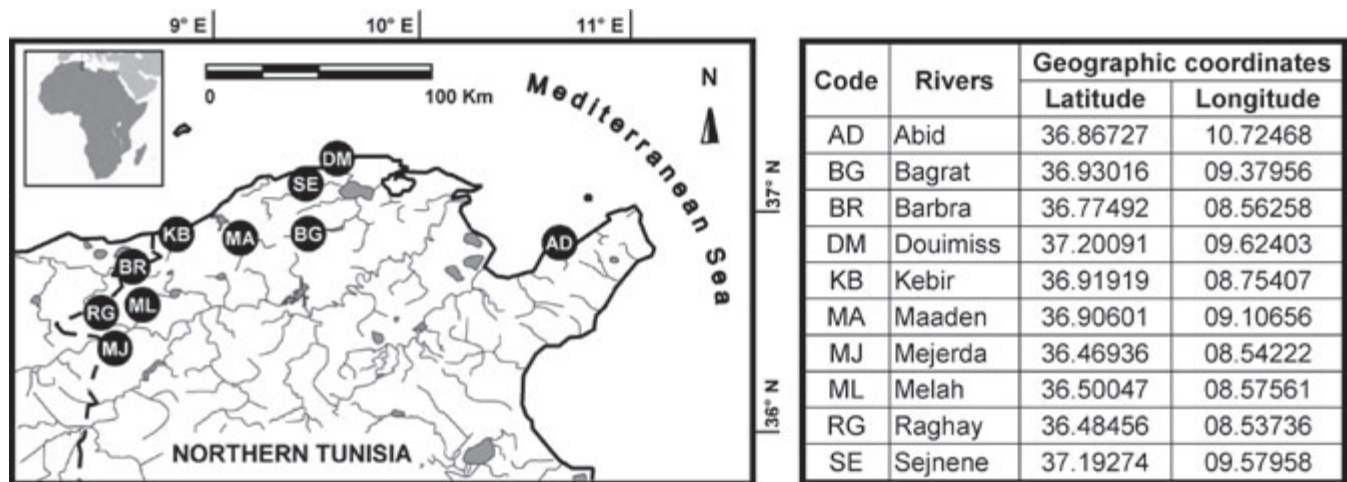 9° E 10° E 11° E
0 100 Km
N
Mediterranean Sea
37° N
36° N
DM
SE
KB
MA
BG
AD
BR
ML
RG
MJ
NORTHERN TUNISIA
Code Rivers Geographic coordinates
Latitude Longitude
AD Abid 36.86727 10.72468
BG Bagrat 36.93016 09.37956
BR Barbra 36.77492 08.56258
DM Douimiss 37.20091 09.62403
KB Kebir 36.91919 08.75407
MA Maaden 36.90601 09.10656
MJ Mejerda 36.46936 08.54222
ML Melah 36.50047 08.57561
RG Raghay 36.48456 08.53736
SE Sejnene 37.19274 09.57958